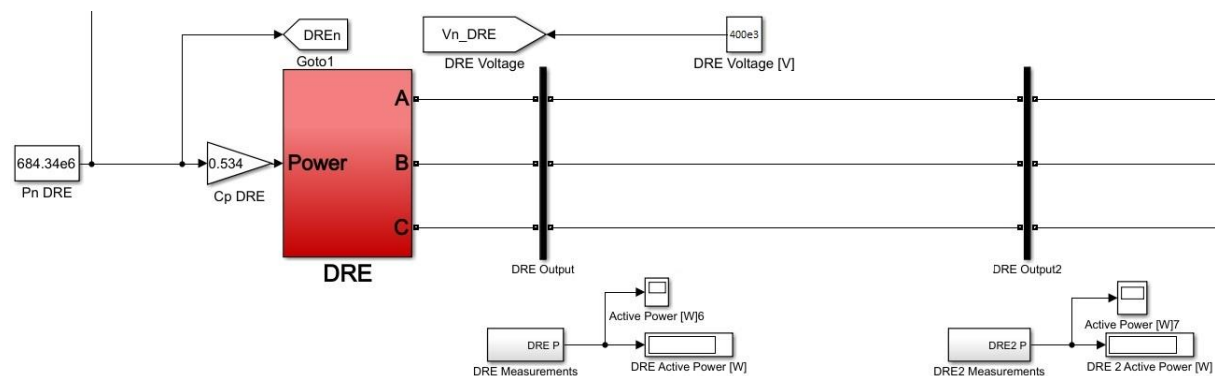 DREn
Goto1
Vn_DRE
DRE Voltage
400e3
DRE Voltage [V]
684.34e6
Pn DRE
0.534
Cp DRE
Power
A
B
C
DRE
DRE Output
DRE Output2
Active Power [W]6
DRE P
DRE Measurements
DRE Active Power [W]
Active Power [W]7
DRE2 P
DRE2 Measurements
DRE 2 Active Power [W]